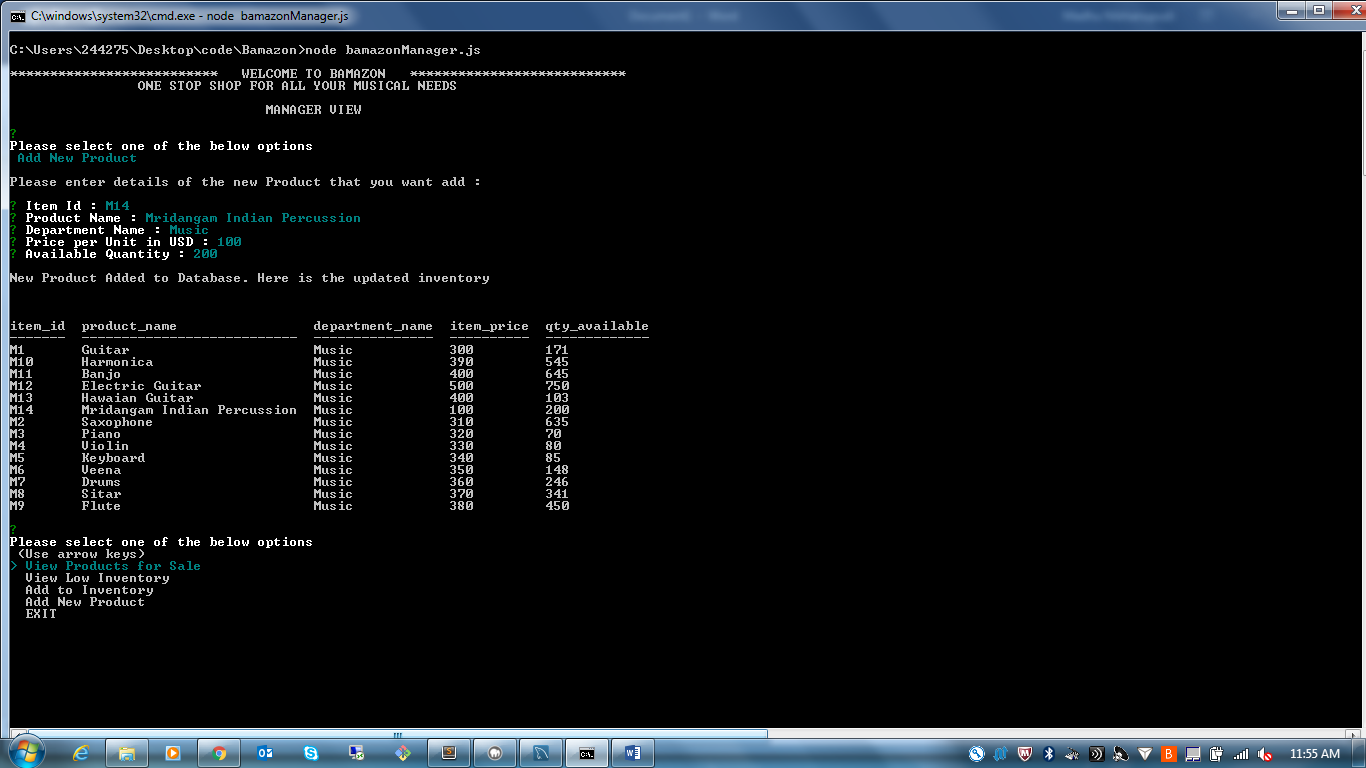 C:\windows\system32\cmd.exe - node  bamazonManager.js
C:\Users\244275\Desktop\code\Bamazon>node bamazonManager.js
**************************   WELCOME TO BAMAZON   ***************************
ONE STOP SHOP FOR ALL YOUR MUSICAL NEEDS
MANAGER VIEW
?
Please select one of the below options
Add New Product
Please enter details of the new Product that you want add :
? Item Id : M14
? Product Name : Mridangam Indian Percussion
? Department Name : Music
? Price per Unit in USD : 100
? Available Quantity : 200
New Product Added to Database. Here is the updated inventory
item_id  product_name                 department_name  item_price  qty_available
-------  ---------------------------  ---------------  ----------  -------------
M1       Guitar                       Music            300         171
M10      Harmonica                    Music            390         545
M11      Banjo                        Music            400         645
M12      Electric Guitar              Music            500         750
M13      Hawaian Guitar               Music            400         103
M14      Mridangam Indian Percussion  Music            100         200
M2       Saxophone                    Music            310         635
M3       Piano                        Music            320         70
M4       Violin                       Music            330         80
M5       Keyboard                     Music            340         85
M6       Veena                        Music            350         148
M7       Drums                        Music            360         246
M8       Sitar                        Music            370         341
M9       Flute                        Music            380         450
?
Please select one of the below options
(Use arrow keys)
> View Products for Sale
View Low Inventory
Add to Inventory
Add New Product
EXIT
11:55 AM